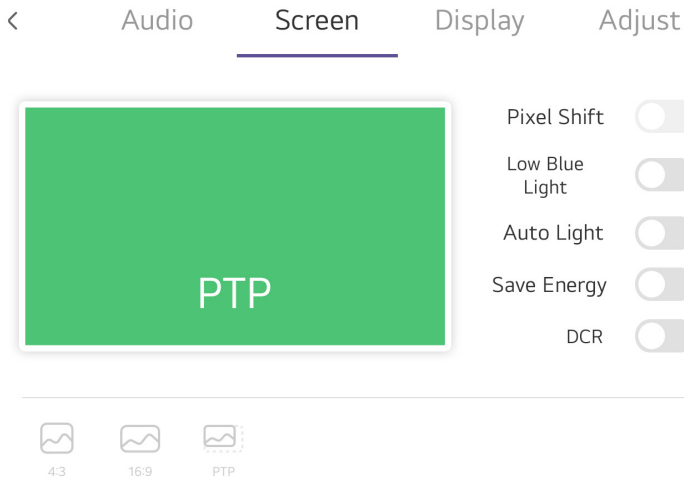 Audio Screen Display Adjust
PTP
Pixel Shift
Low Blue
Light
Auto Light
Save Energy
DCR
4:3 16:9 PTP